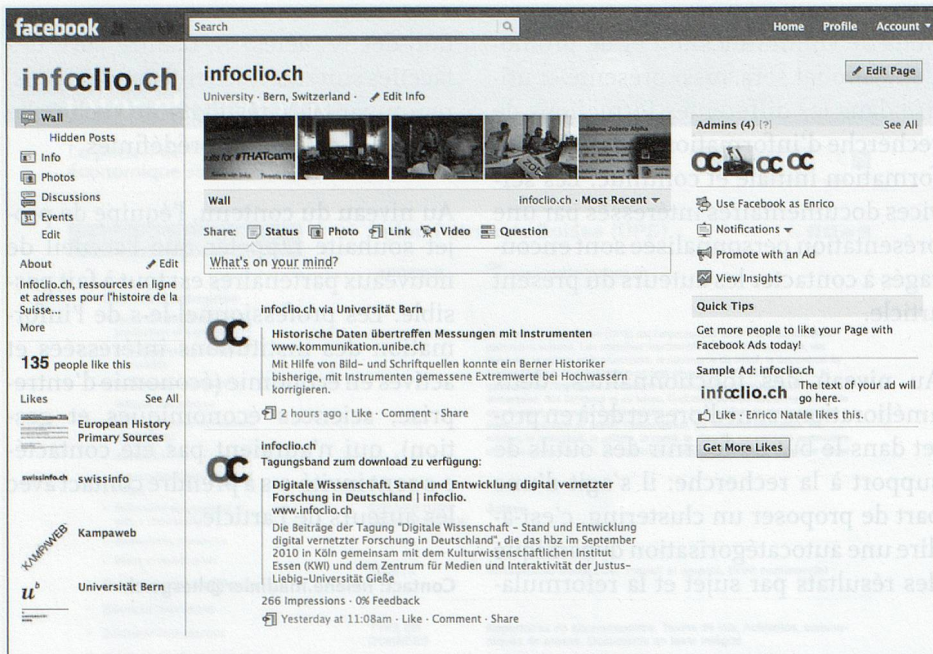 facebook
Search
Home Profile Account
infoclio.ch
Wall
Hidden Posts
Info
Photos
Discussions
Events
Edit
About Edit
Infoclio.ch, ressources en ligne
et adresses pour l'histoire de la
Suisse...
More
135 people like this
Likes See All
European History
Primary Sources
swissinfo.ch
swissinfo
KAMPAWEB
Kampaweb
u^b
Universität Bern
infoclio.ch
University · Bern, Switzerland · Edit Info
Edit Page
Wall infoclio.ch · Most Recent
Share: Status Photo Link Video Question
What's on your mind?
infoclio.ch via Universität Bern
Historische Daten übertreffen Messungen mit Instrumenten
www.kommunikation.unibe.ch
Mit Hilfe von Bild- und Schriftquellen konnte ein Berner Historiker
bisherige, mit Instrumenten gemessene Extremwerte bei Hochwassern
korrigieren.
2 hours ago · Like · Comment · Share
infoclio.ch
Tagungsband zum download zu verfügung:
Digitale Wissenschaft - Stand und Entwicklung digital vernetzter
Forschung in Deutschland | infoclio.
www.infoclio.ch
Die Beiträge der Tagung "Digitale Wissenschaft - Stand und Entwicklung
digital vernetzter Forschung in Deutschland", die das hbz im September
2010 in Köln gemeinsam mit dem Kulturwissenschaftlichen Institut
Essen (KWI) und dem Zentrum für Medien und Interaktivität der Justus-
Liebig-Universität Gieße
266 Impressions · 0% Feedback
Yesterday at 11:08am · Like · Comment · Share
Admins (4) [?] See All
Use Facebook as Enrico
Notifications
Promote with an Ad
View Insights
Quick Tips
Get more people to like your Page with
Facebook Ads today!
Sample Ad: infoclio.ch
infoclio.ch
The text of your ad will
go here.
Like · Enrico Natale likes this.
Get More Likes